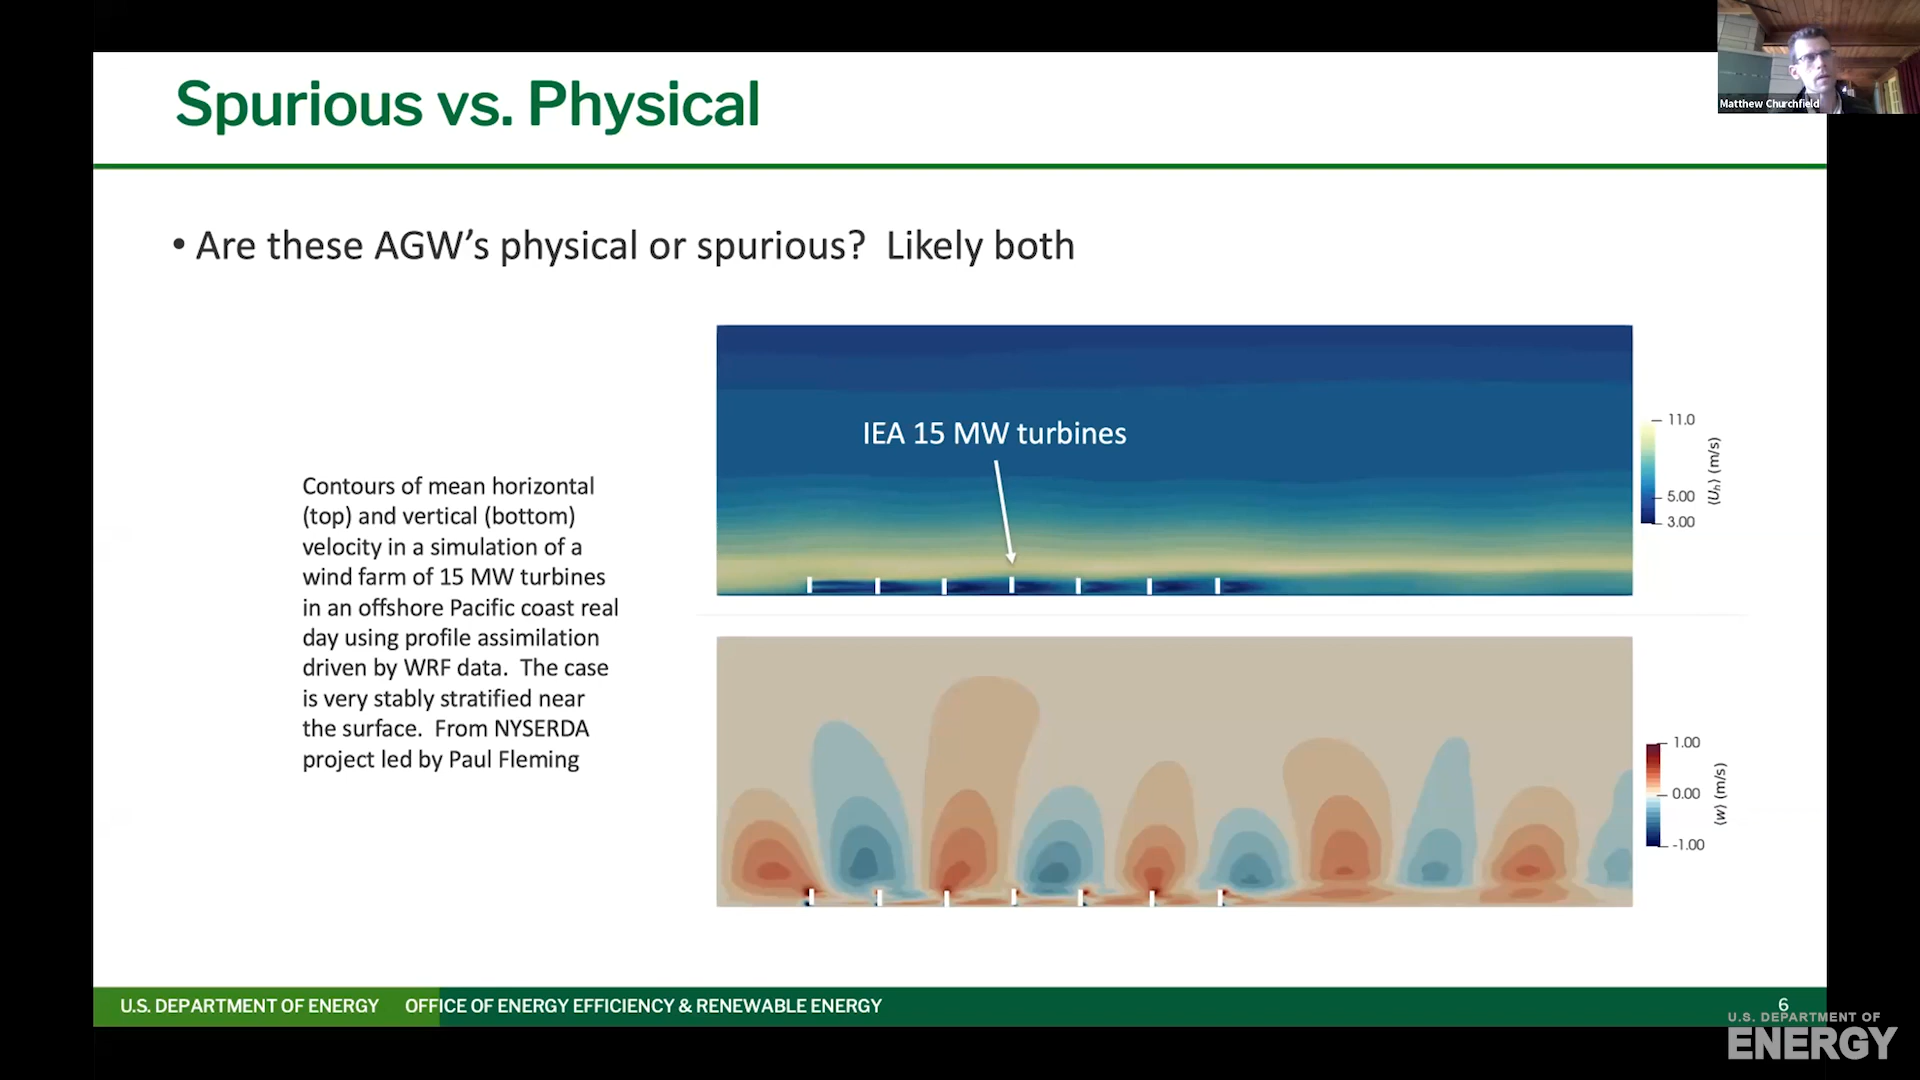 Spurious vs. Physical
Matthew Churchfield
• Are these AGW’s physical or spurious?  Likely both
IEA 15 MW turbines
11.0
5.00
3.00
⟨Uh⟩ (m/s)
Contours of mean horizontal
(top) and vertical (bottom)
velocity in a simulation of a
wind farm of 15 MW turbines
in an offshore Pacific coast real
day using profile assimilation
driven by WRF data.  The case
is very stably stratified near
the surface.  From NYSERDA
project led by Paul Fleming
1.00
0.00
-1.00
⟨w⟩ (m/s)
U.S. DEPARTMENT OF ENERGY OFFICE OF ENERGY EFFICIENCY & RENEWABLE ENERGY
6
U.S. DEPARTMENT OF
ENERGY